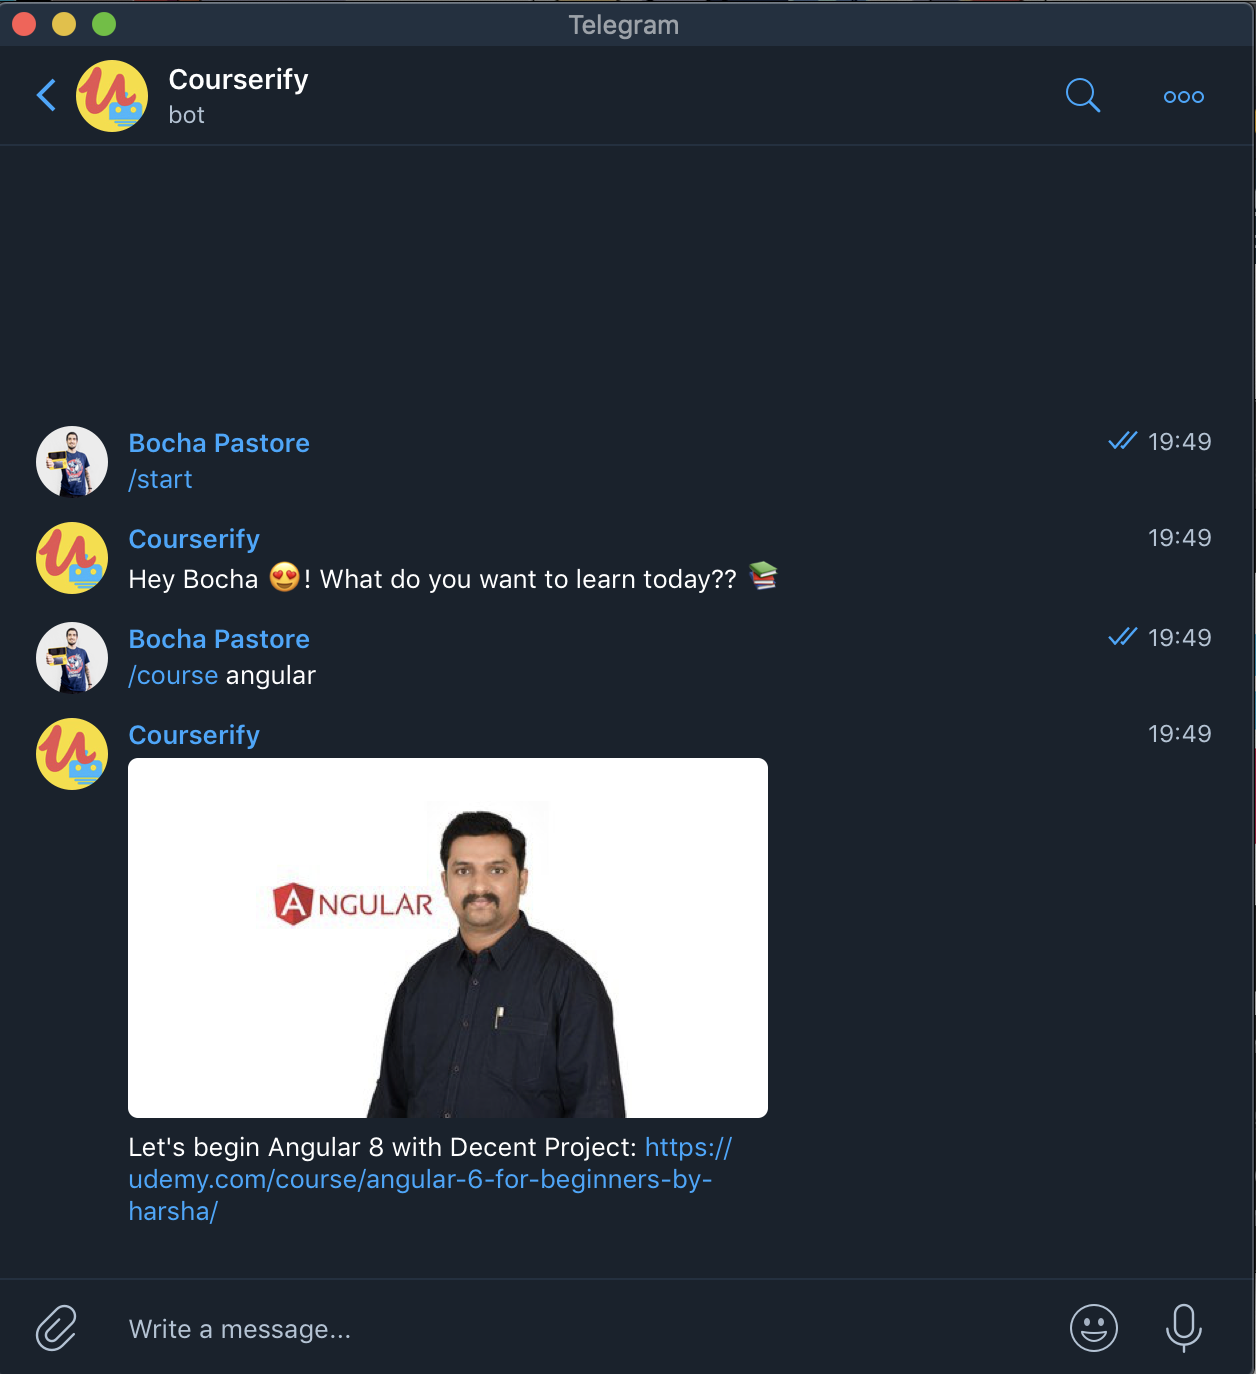 Telegram
Courserify
bot
Bocha Pastore
19:49
/start
Courserify
19:49
Hey Bocha 😍! What do you want to learn today?? 📚
Bocha Pastore
19:49
/course angular
Courserify
19:49
ANGULAR
Let's begin Angular 8 with Decent Project: https://
udemy.com/course/angular-6-for-beginners-by-
harsha/
Write a message...